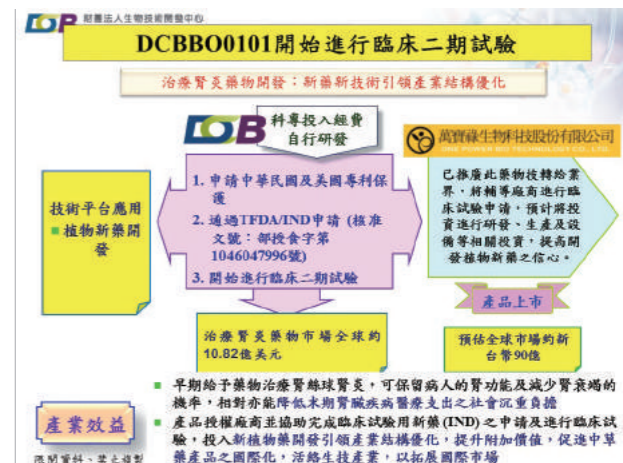 財團法人生物技術開發中心
DCBBO0101開始進行臨床二期試驗
治療腎炎藥物開發：新藥新技術引領產業結構優化
DCB
科專投入經費
自行研發
萬寶祿生物科技股份有限公司
技術平台應用
■ 植物新藥開
發
1. 申請中華民國及美國專利保
護
2. 通過TFDA/IND申請 (核准
文號：部授食字第
1046047996號)
3. 開始進行臨床二期試驗
已推廣此藥物技轉給業
界，將輔導廠商進行臨
床試驗申請，預計將投
資進行研發、生產及設
備等相關投資，提高開
發植物新藥之信心。
產品上市
治療腎炎藥物市場全球約
10.82億美元
預估全球市場約新
台幣90億
產業效益
▪ 早期給予藥物治療腎絲球腎炎，可保留病人的腎功能及減少腎衰竭的
機率，相對亦能降低末期腎臟疾病醫療支出之社會沉重負擔
▪ 產品授權廠商並協助完成臨床試驗用新藥(IND)之申請及進行臨床試
驗，投入新植物藥開發引領產業結構優化，提升附加價值，促進中草
藥產品之國際化，活絡生技產業，以拓展國際市場